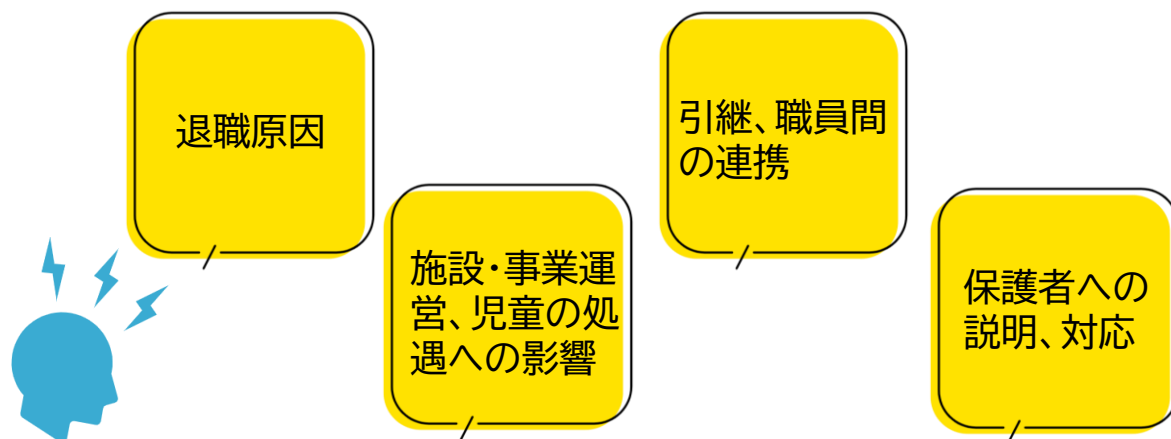 退職原因
施設・事業運
営、児童の処
遇への影響
引継、職員間
の連携
保護者への
説明、対応